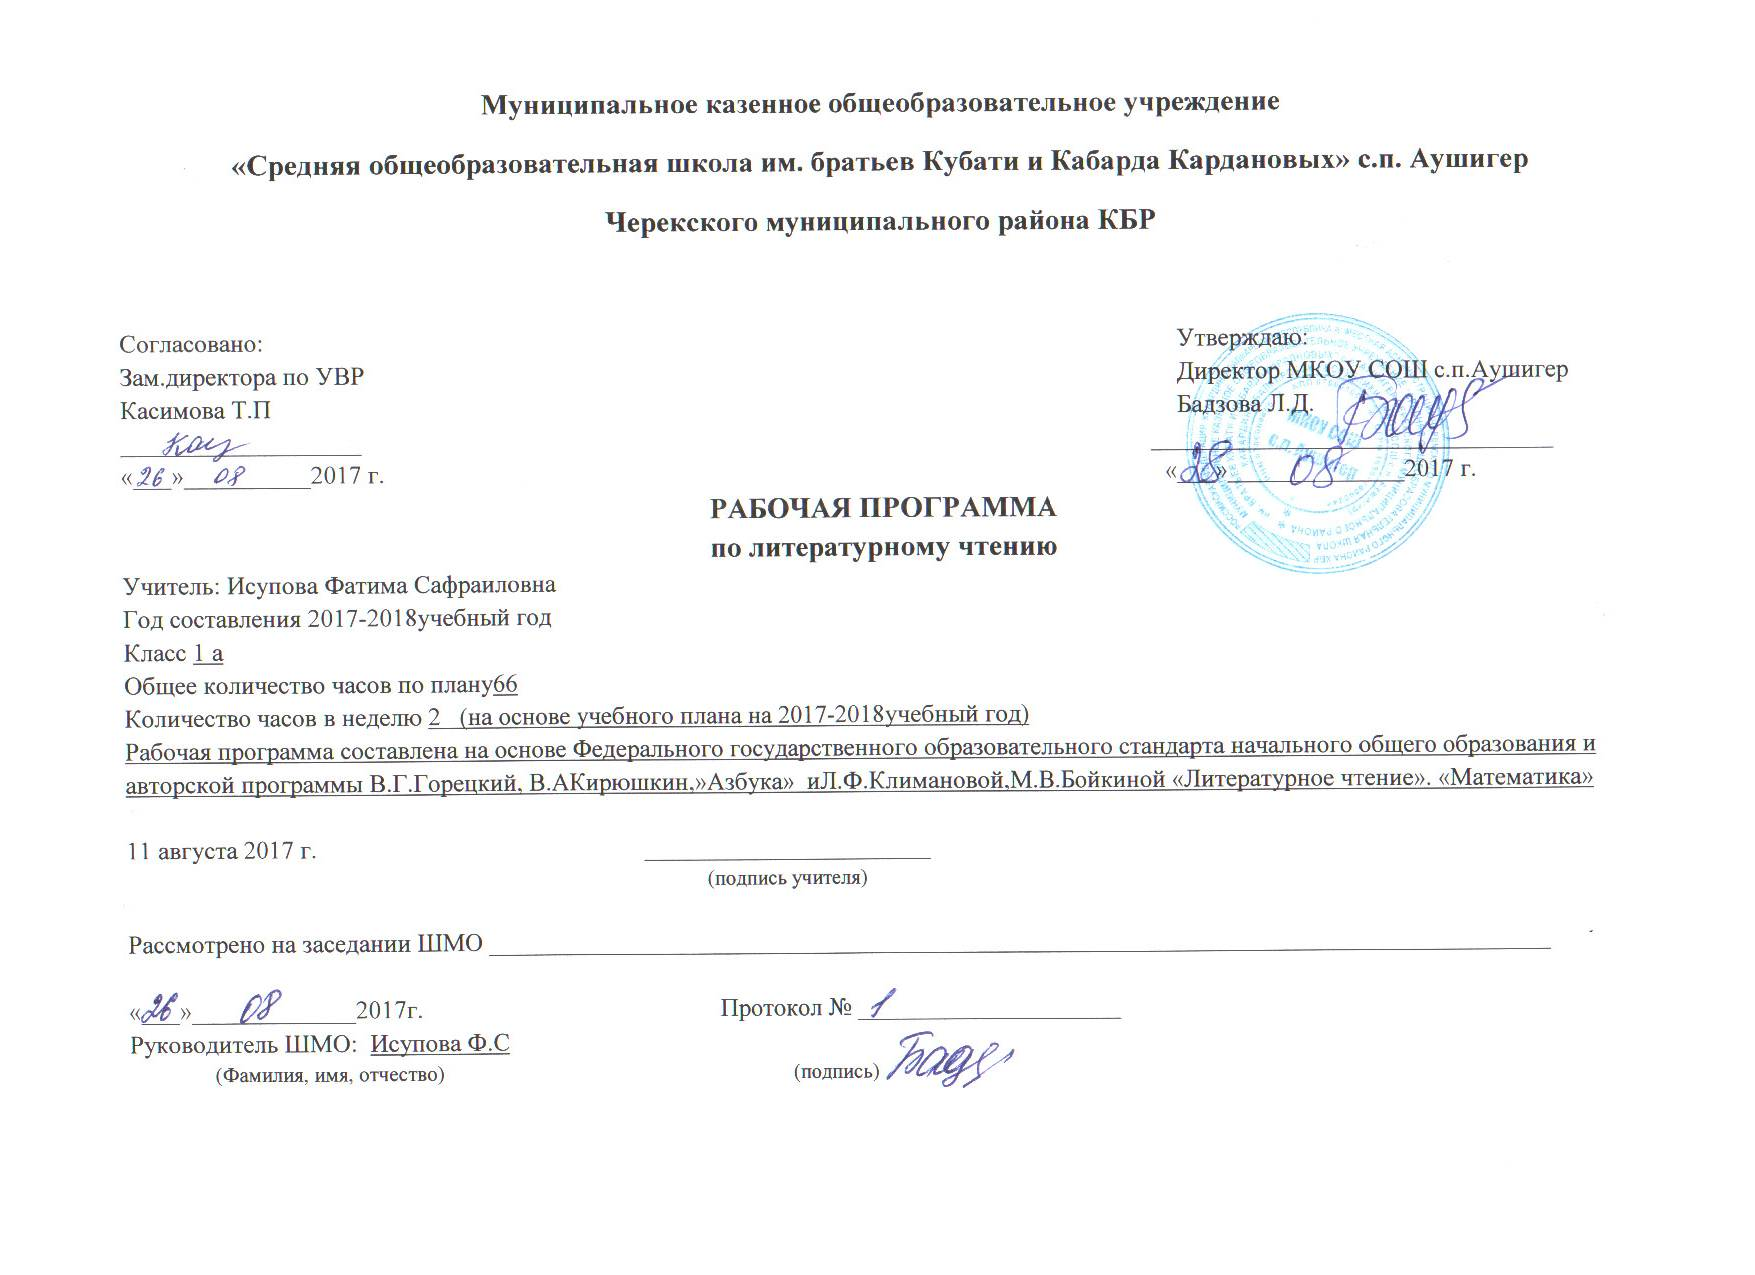 Муниципальное казенное общеобразовательное учреждение
«Средняя общеобразовательная школа им. братьев Кубати и Кабарда Кардановых» с.п. Аушигер
Черекского муниципального района КБР
Согласовано:
Зам.директора по УВР
Касимова Т.П
«26»__________2017 г.
08
Утверждаю:
Директор МКОУ СОШ с.п.Аушигер
Бадзова Л.Д.
«28» 08 2017 г.
МКОУ СОШ
с.п. Аушигер
РАБОЧАЯ ПРОГРАММА
по литературному чтению
Учитель: Исупова Фатима Сафраиловна
Год составления 2017-2018учебный год
Класс 1 а
Общее количество часов по плану66
Количество часов в неделю 2 (на основе учебного плана на 2017-2018учебный год)
Рабочая программа составлена на основе Федерального государственного образовательного стандарта начального общего образования и
авторской программы В.Г.Горецкий, В.АКирюшкин,»Азбука» иЛ.Ф.Климановой,М.В.Бойкиной «Литературное чтение». «Математика»
11 августа 2017 г.
(подпись учителя)
Рассмотрено на заседании ШМО
«26» 08 2017г. Протокол № 1
Руководитель ШМО: Исупова Ф.С
(Фамилия, имя, отчество) (подпись)